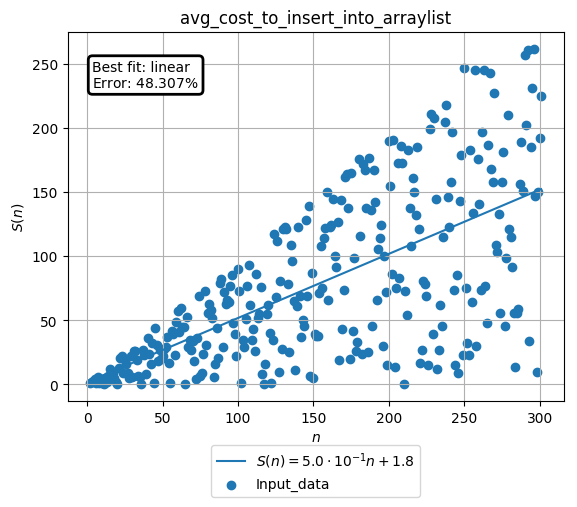 avg_cost_to_insert_into_arraylist
Best fit: linear
Error: 48.307%
250
200
150
100
50
0
S(n)
0 50 100 150 200 250 300
n
S(n) = 5.0 · 10⁻¹n + 1.8
Input_data